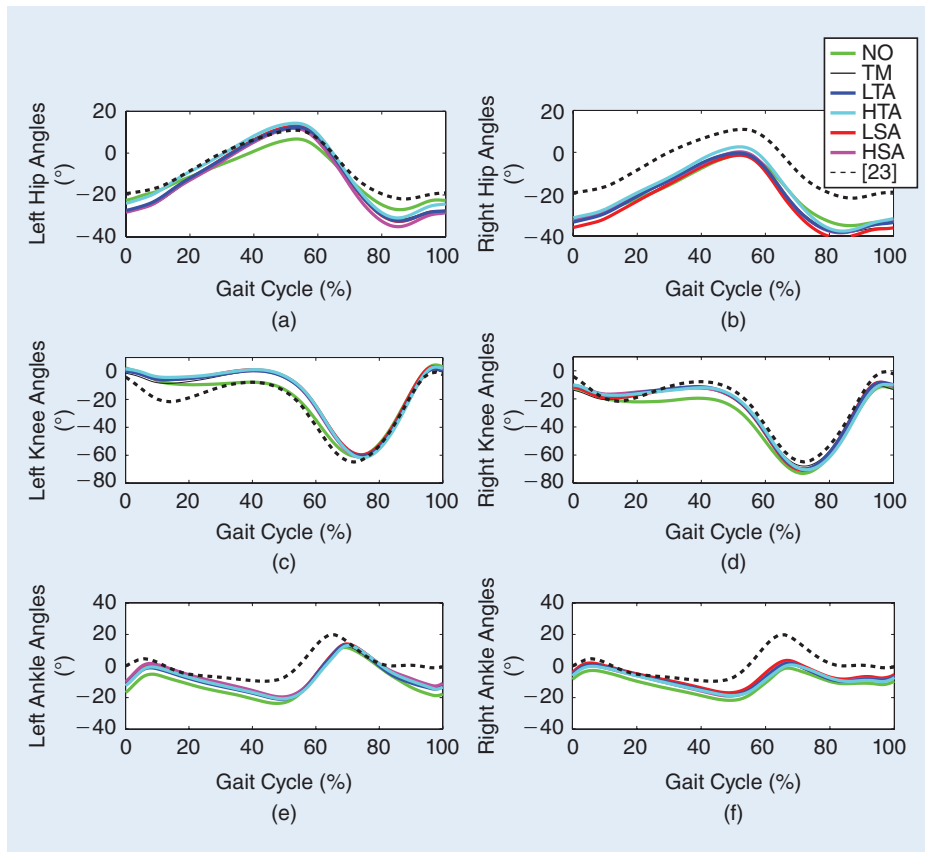 NO
TM
LTA
HTA
LSA
HSA
[23]
Left Hip Angles
(°)
20
0
−20
−40
0 20 40 60 80 100
Gait Cycle (%)
(a)
Right Hip Angles
(°)
20
0
−20
−40
0 20 40 60 80 100
Gait Cycle (%)
(b)
Left Knee Angles
(°)
0
−20
−40
−60
−80
0 20 40 60 80 100
Gait Cycle (%)
(c)
Right Knee Angles
(°)
0
−20
−40
−60
−80
0 20 40 60 80 100
Gait Cycle (%)
(d)
Left Ankle Angles
(°)
40
20
0
−20
−40
0 20 40 60 80 100
Gait Cycle (%)
(e)
Right Ankle Angles
(°)
40
20
0
−20
−40
0 20 40 60 80 100
Gait Cycle (%)
(f)